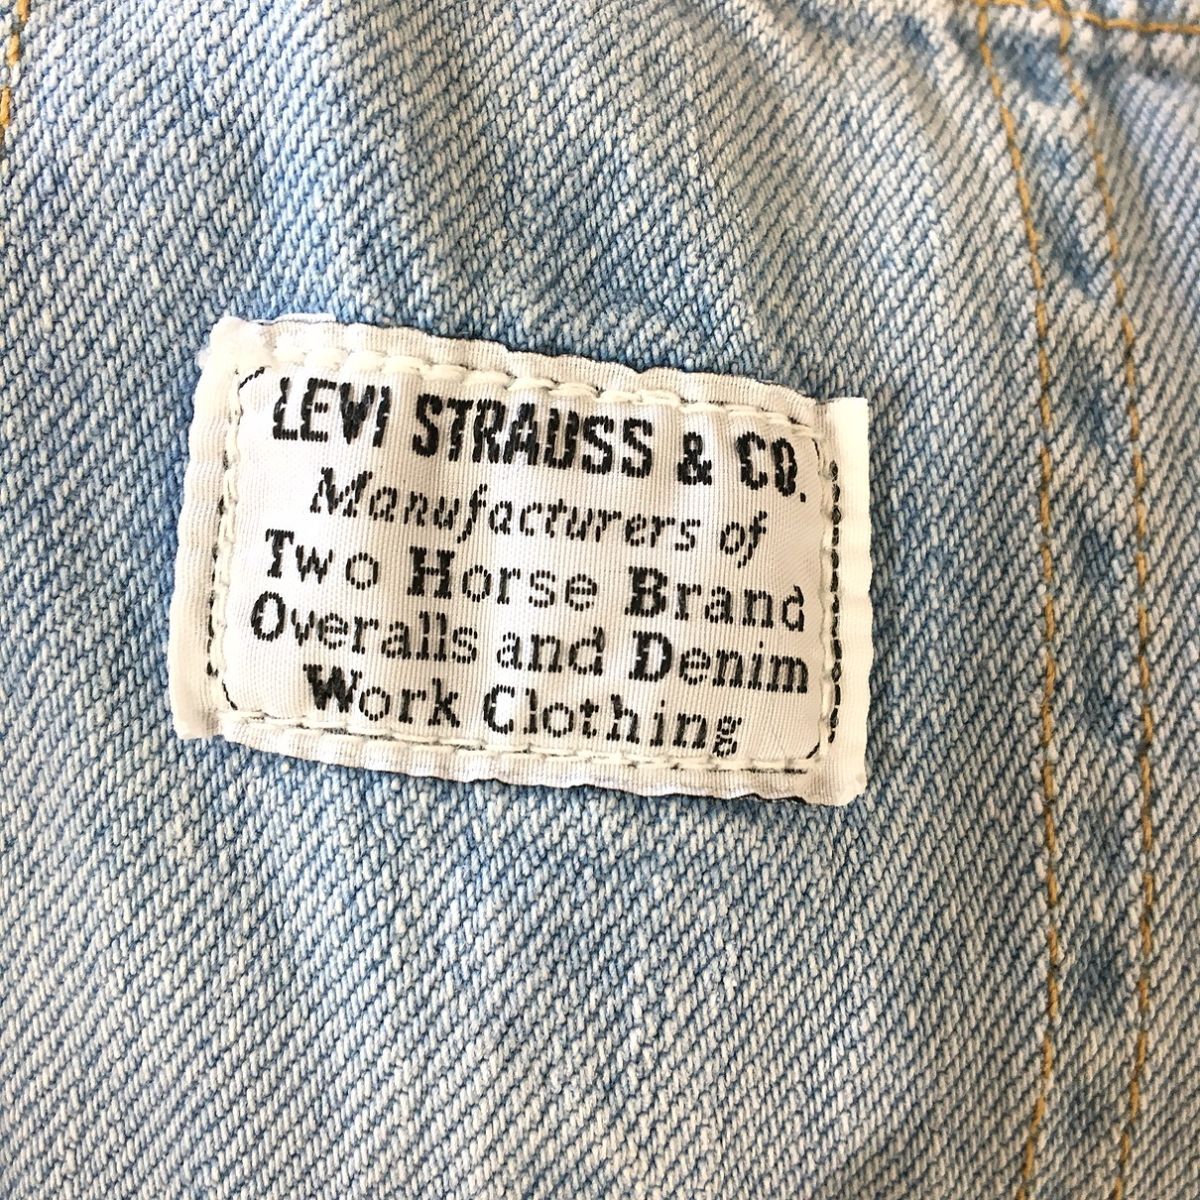 LEVI STRAUSS & CO.
Manufacturers of
Two Horse Brand
Overalls and Denim
Work Clothing